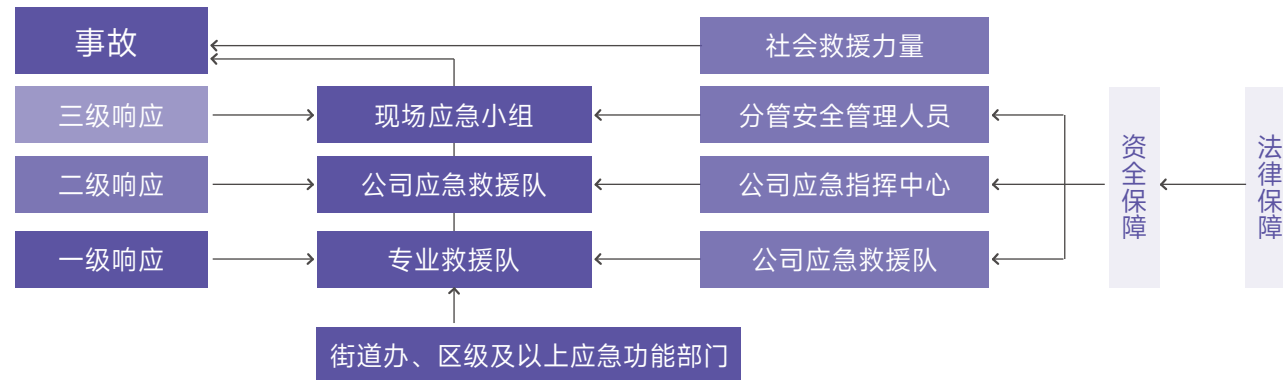 事故
社会救援力量
三级响应
现场应急小组
分管安全管理人员
二级响应
公司应急救援队
公司应急指挥中心
一级响应
专业救援队
公司应急救援队
街道办、区级及以上应急功能部门
资全保障
法律保障